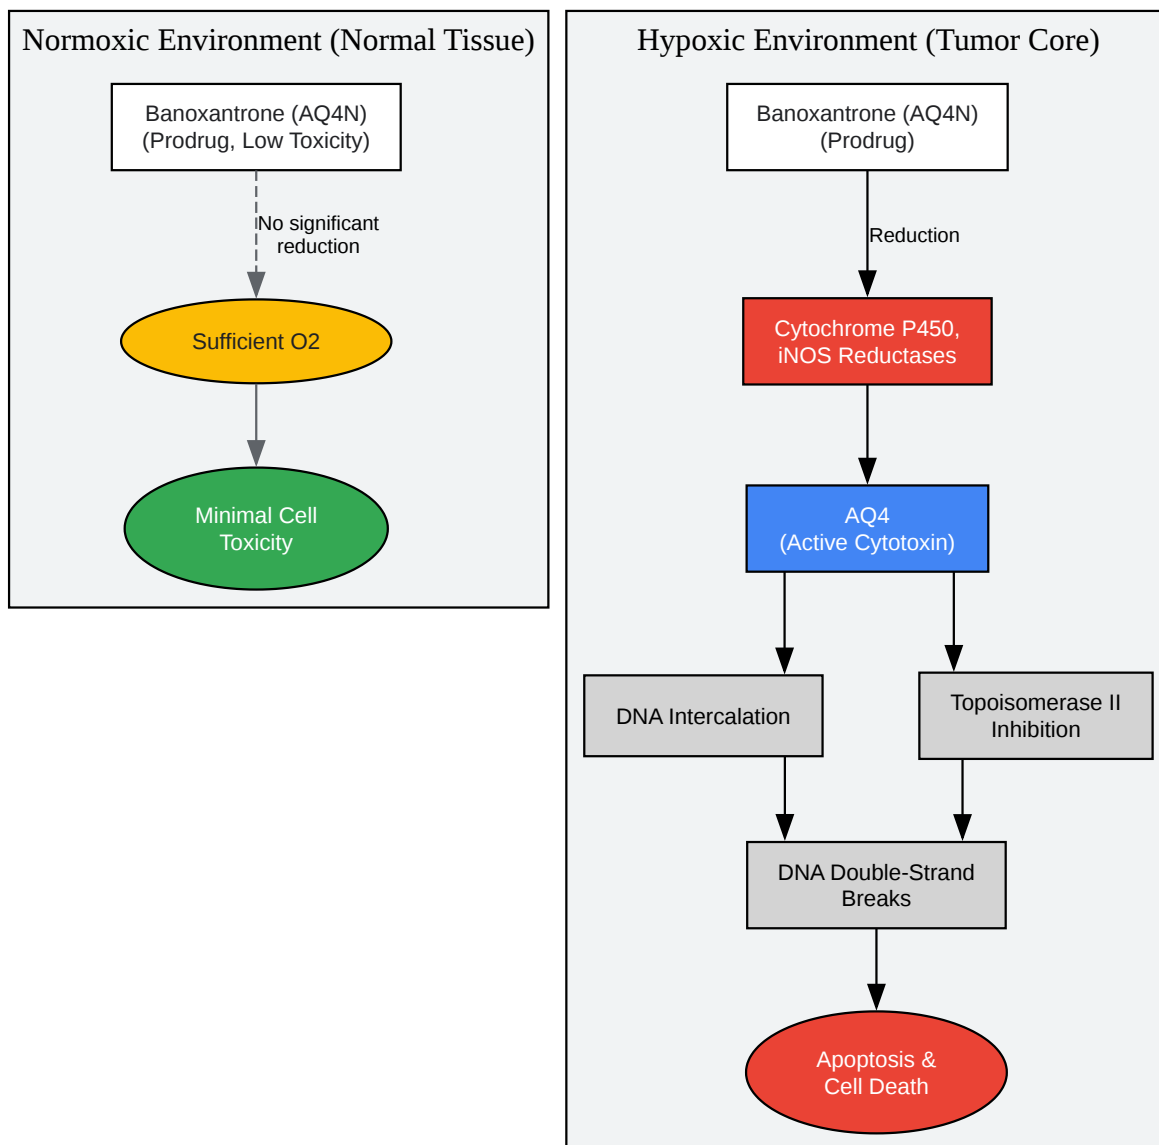 Normoxic Environment (Normal Tissue)
Banoxantrone (AQ4N)
(Prodrug, Low Toxicity)
No significant
reduction
Sufficient O2
Minimal Cell
Toxicity
Hypoxic Environment (Tumor Core)
Banoxantrone (AQ4N)
(Prodrug)
Reduction
Cytochrome P450,
iNOS Reductases
AQ4
(Active Cytotoxin)
DNA Intercalation
Topoisomerase II
Inhibition
DNA Double-Strand
Breaks
Apoptosis &
Cell Death